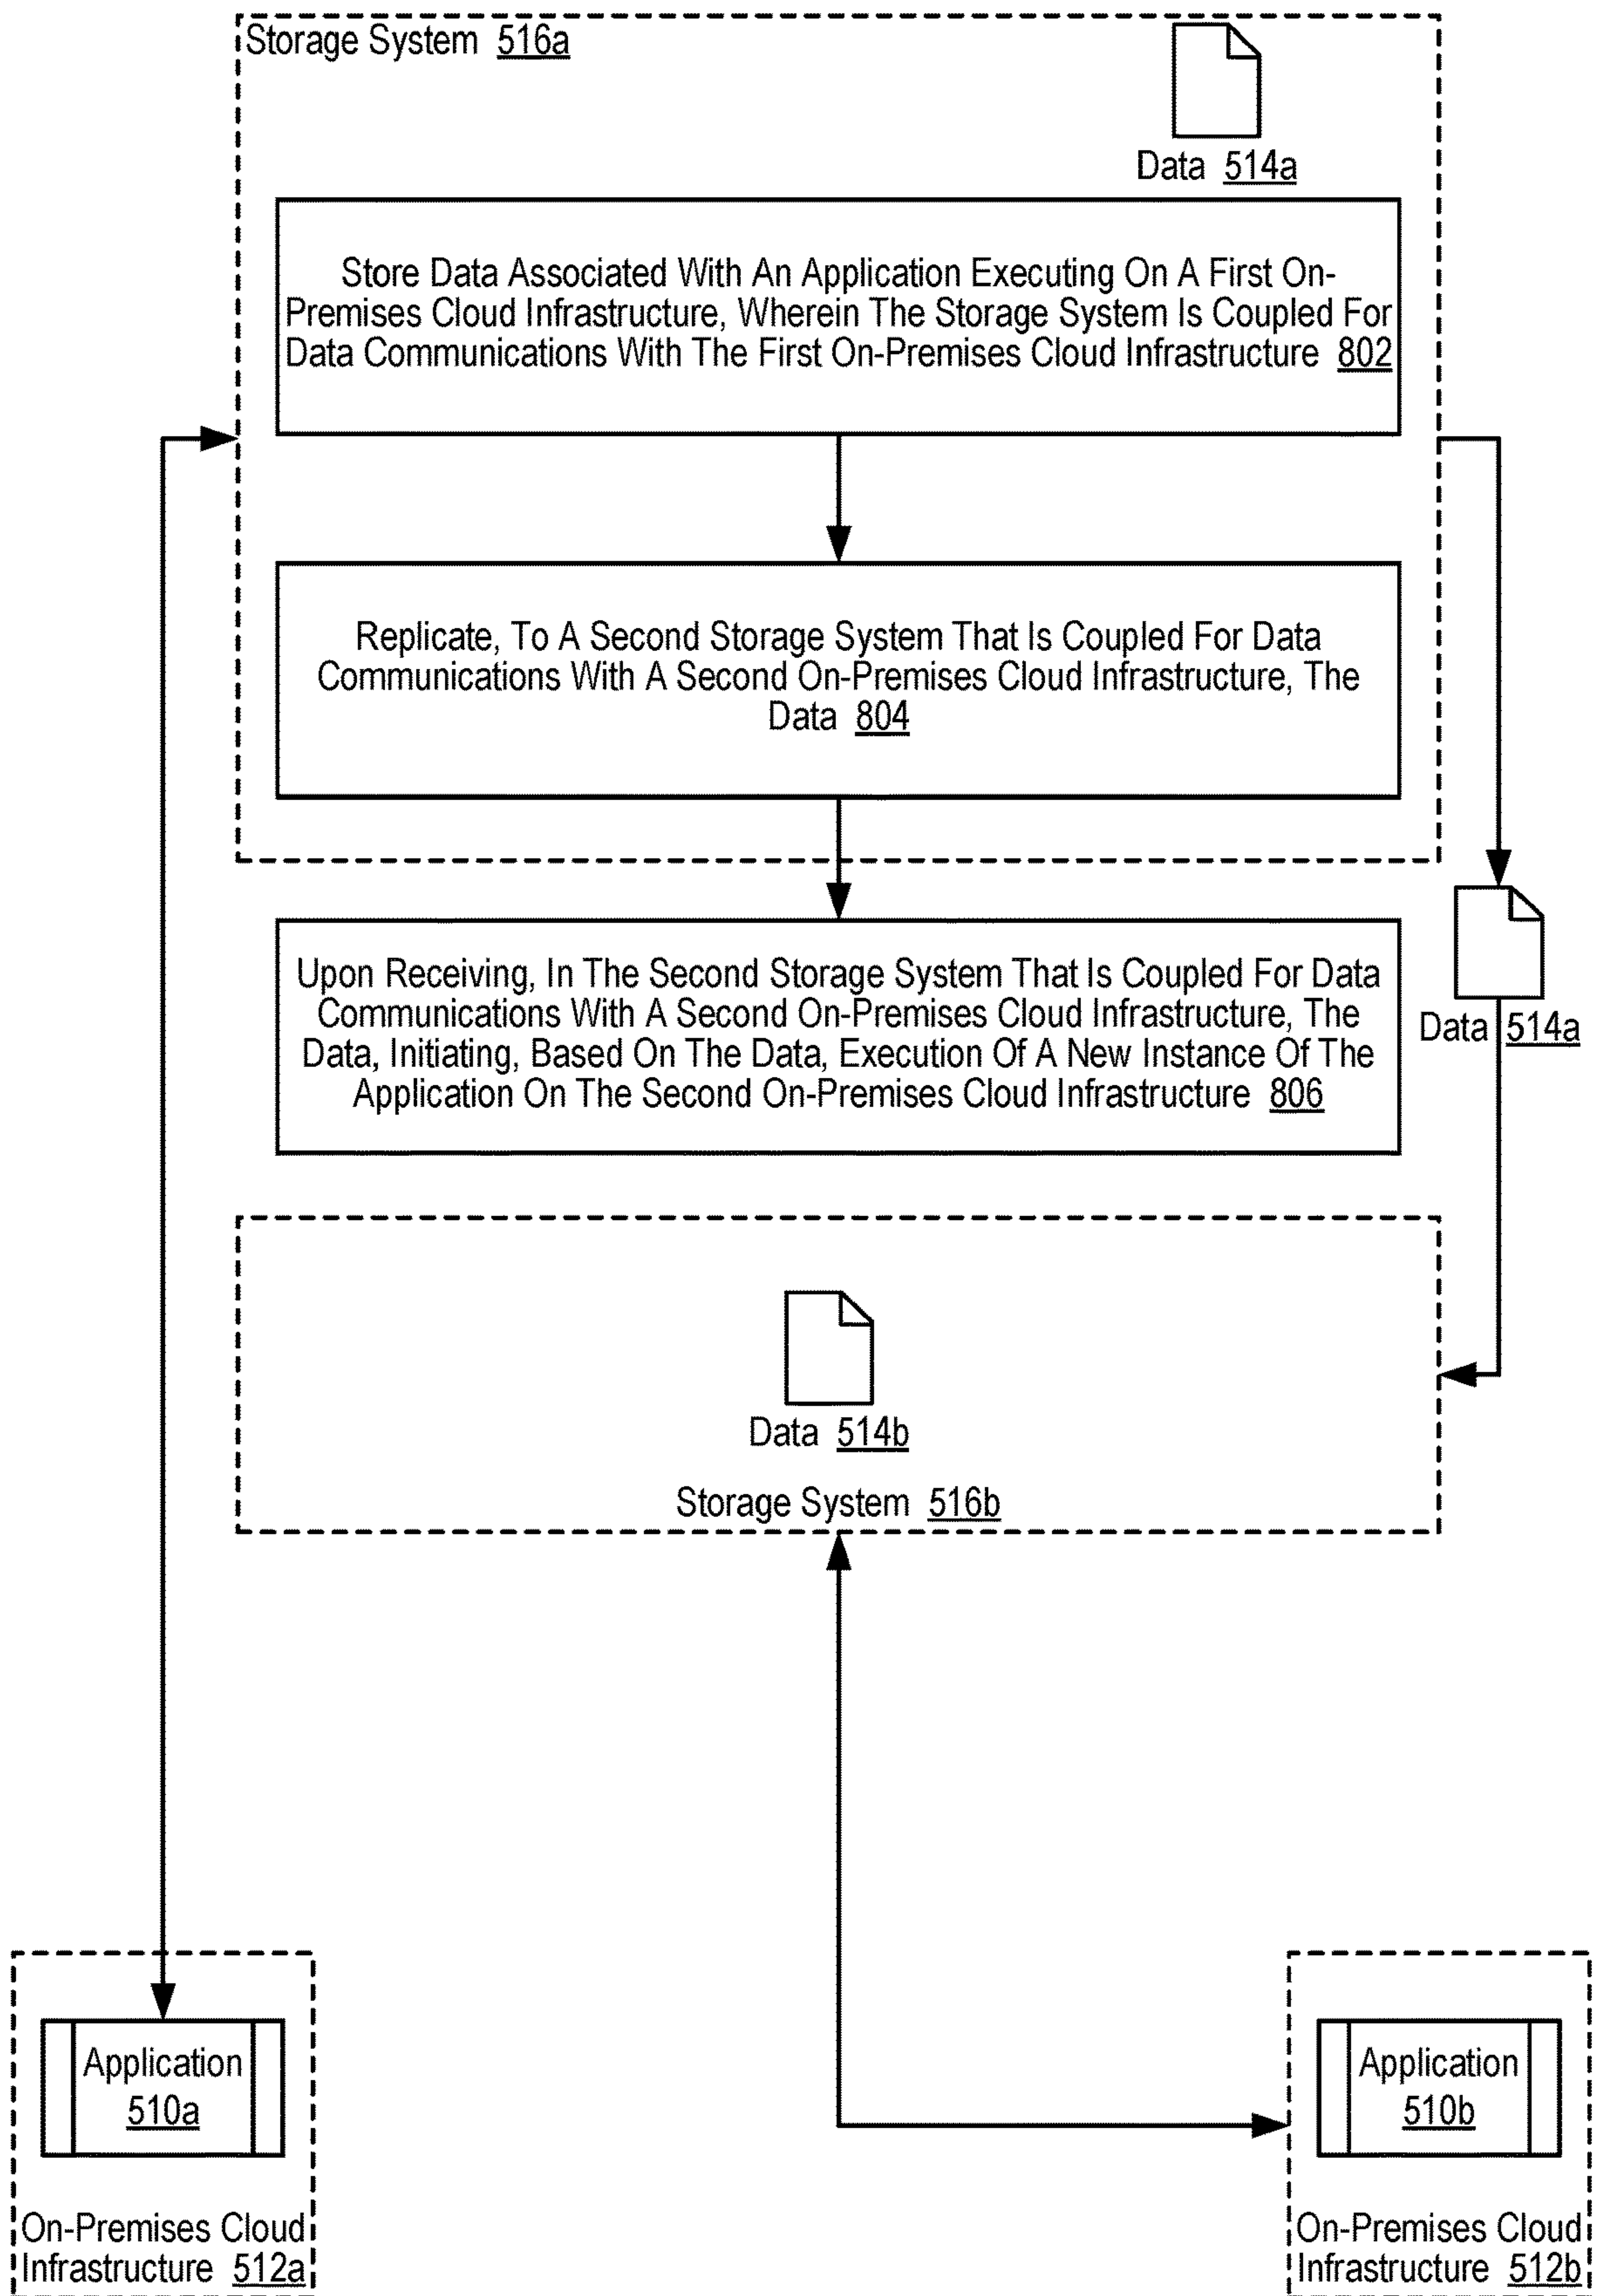 Storage System 516a
Data 514a
Store Data Associated With An Application Executing On A First On-
Premises Cloud Infrastructure, Wherein The Storage System Is Coupled For
Data Communications With The First On-Premises Cloud Infrastructure 802
Replicate, To A Second Storage System That Is Coupled For Data
Communications With A Second On-Premises Cloud Infrastructure, The
Data 804
Upon Receiving, In The Second Storage System That Is Coupled For Data
Communications With A Second On-Premises Cloud Infrastructure, The
Data, Initiating, Based On The Data, Execution Of A New Instance Of The
Application On The Second On-Premises Cloud Infrastructure 806
Data 514a
Data 514b
Storage System 516b
Application
510a
On-Premises Cloud
Infrastructure 512a
Application
510b
On-Premises Cloud
Infrastructure 512b